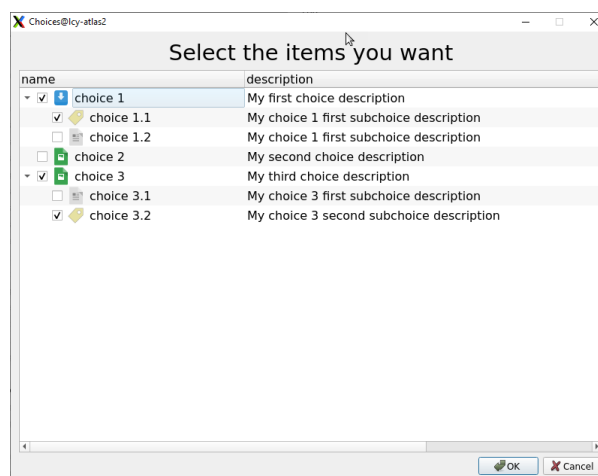 Choices@lcy-atlas2
Select the items you want
name description
choice 1 My first choice description
choice 1.1 My choice 1 first subchoice description
choice 1.2 My choice 1 first subchoice description
choice 2 My second choice description
choice 3 My third choice description
choice 3.1 My choice 3 first subchoice description
choice 3.2 My choice 3 second subchoice description
OK Cancel